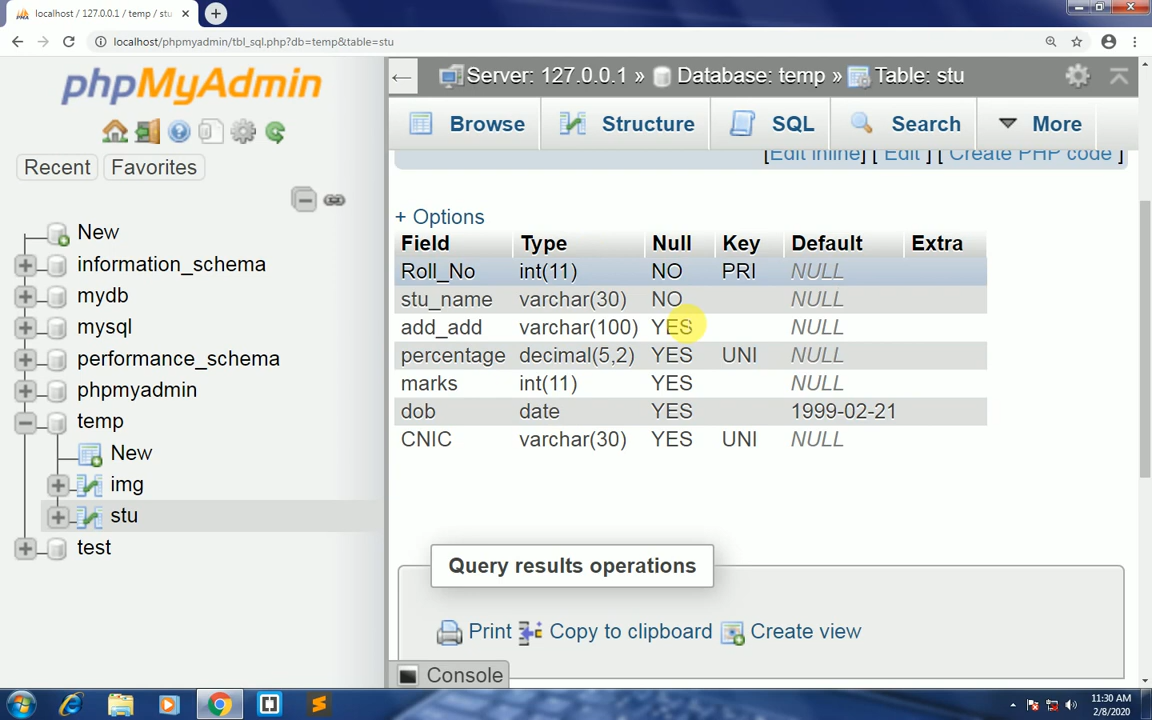 localhost / 127.0.0.1 / temp / stu
localhost/phpmyadmin/tbl_sql.php?db=temp&table=stu
phpMyAdmin
Recent Favorites
New
information_schema
mydb
mysql
performance_schema
phpmyadmin
temp
New
img
stu
test
Server: 127.0.0.1 » Database: temp » Table: stu
Browse Structure SQL Search More
[Edit inline] [ Edit ] [ Create PHP code ]
+ Options
Field Type Null Key Default Extra
Roll_No int(11) NO PRI NULL
stu_name varchar(30) NO NULL
add_add varchar(100) YES NULL
percentage decimal(5,2) YES UNI NULL
marks int(11) YES NULL
dob date YES 1999-02-21
CNIC varchar(30) YES UNI NULL
Query results operations
Print Copy to clipboard Create view
Console
11:30 AM
2/8/2020